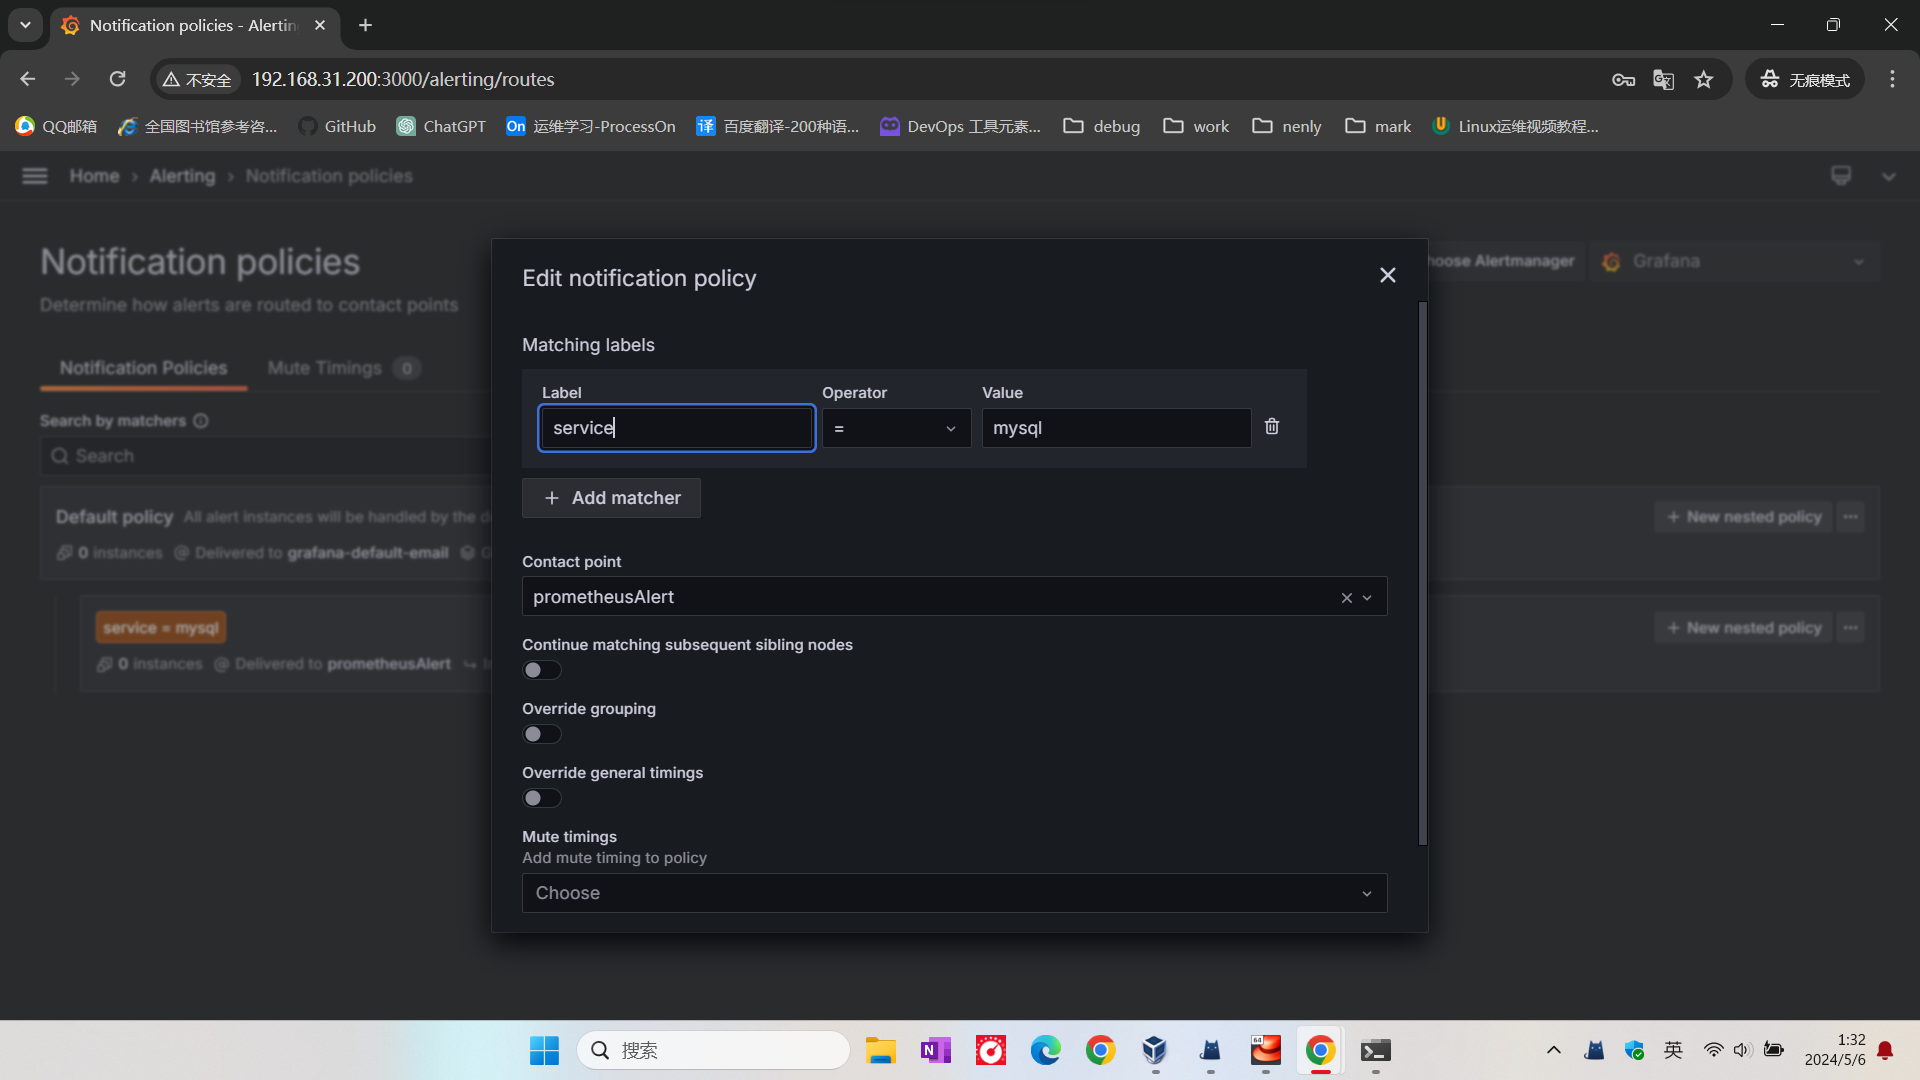 Notification policies - Alertin
不安全
192.168.31.200:3000/alerting/routes
无痕模式
QQ邮箱
全国图书馆参考咨...
GitHub
ChatGPT
On
运维学习-ProcessOn
译
百度翻译-200种语...
DevOps 工具元素...
debug
work
nenly
mark
Linux运维视频教程...
Home › Alerting › Notification policies
Notification policies
Determine how alerts are routed to contact points
hoose Alertmanager
Grafana
Notification Policies
Mute Timings 0
Search by matchers
Search
Default policy All alert instances will be handled by the d
0 instances Delivered to grafana-default-email
+ New nested policy
service = mysql
0 instances Delivered to prometheusAlert
+ New nested policy
Edit notification policy
Matching labels
Label
Operator
Value
service
=
mysql
+ Add matcher
Contact point
prometheusAlert
Continue matching subsequent sibling nodes
Override grouping
Override general timings
Mute timings
Add mute timing to policy
Choose
搜索
N
64
英
1:32
2024/5/6